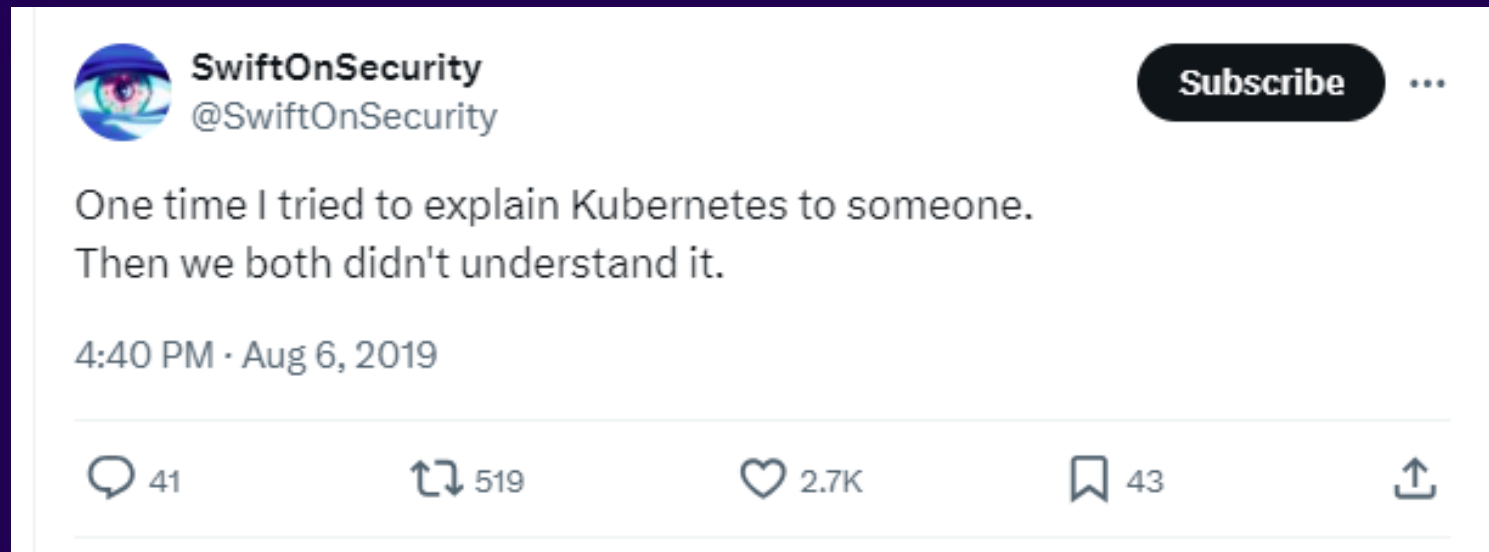 SwiftOnSecurity
@SwiftOnSecurity
Subscribe
One time I tried to explain Kubernetes to someone.
Then we both didn't understand it.
4:40 PM · Aug 6, 2019
41 519 2.7K 43